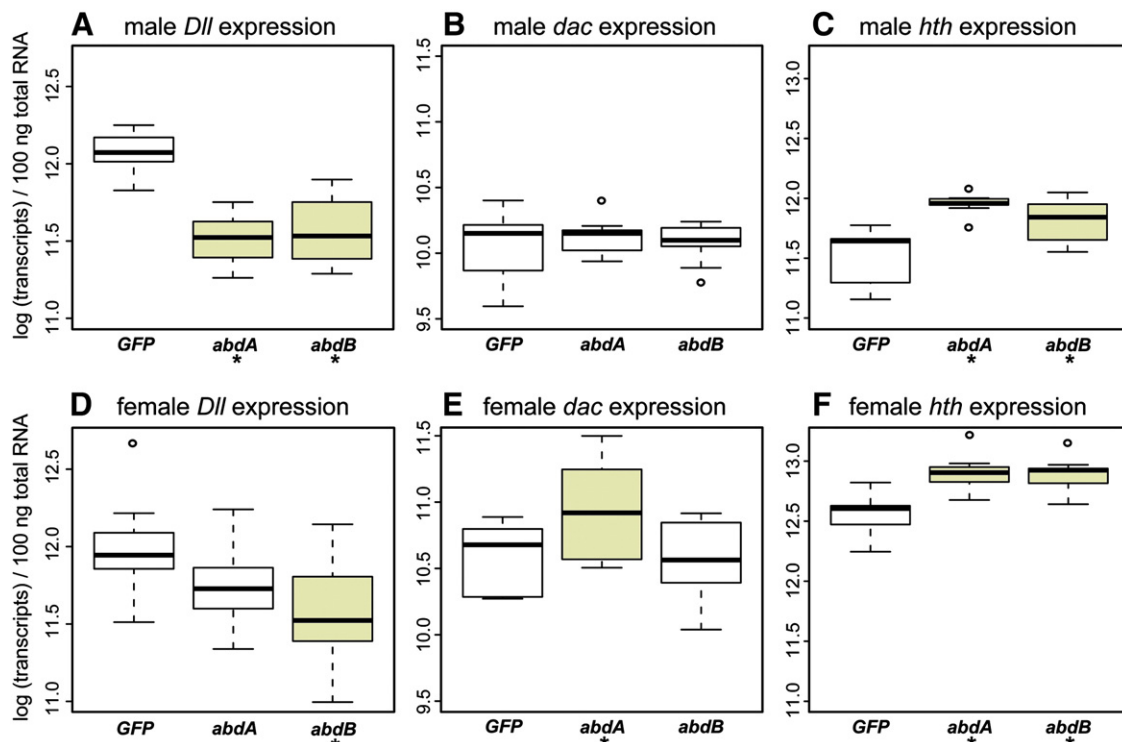 A male Dll expression
B male dac expression
C male hth expression
log (transcripts) / 100 ng total RNA
12.5
12.0
11.5
11.0
11.5
11.0
10.5
10.0
9.5
13.0
12.5
12.0
11.5
11.0
GFP abdA abdB
* *
GFP abdA abdB
GFP abdA abdB
* *
D female Dll expression
E female dac expression
F female hth expression
log (transcripts) / 100 ng total RNA
12.5
12.0
11.5
11.0
11.5
11.0
10.5
10.0
9.5
13.0
12.5
12.0
11.5
11.0
GFP abdA abdB
*
GFP abdA abdB
*
GFP abdA abdB
* *